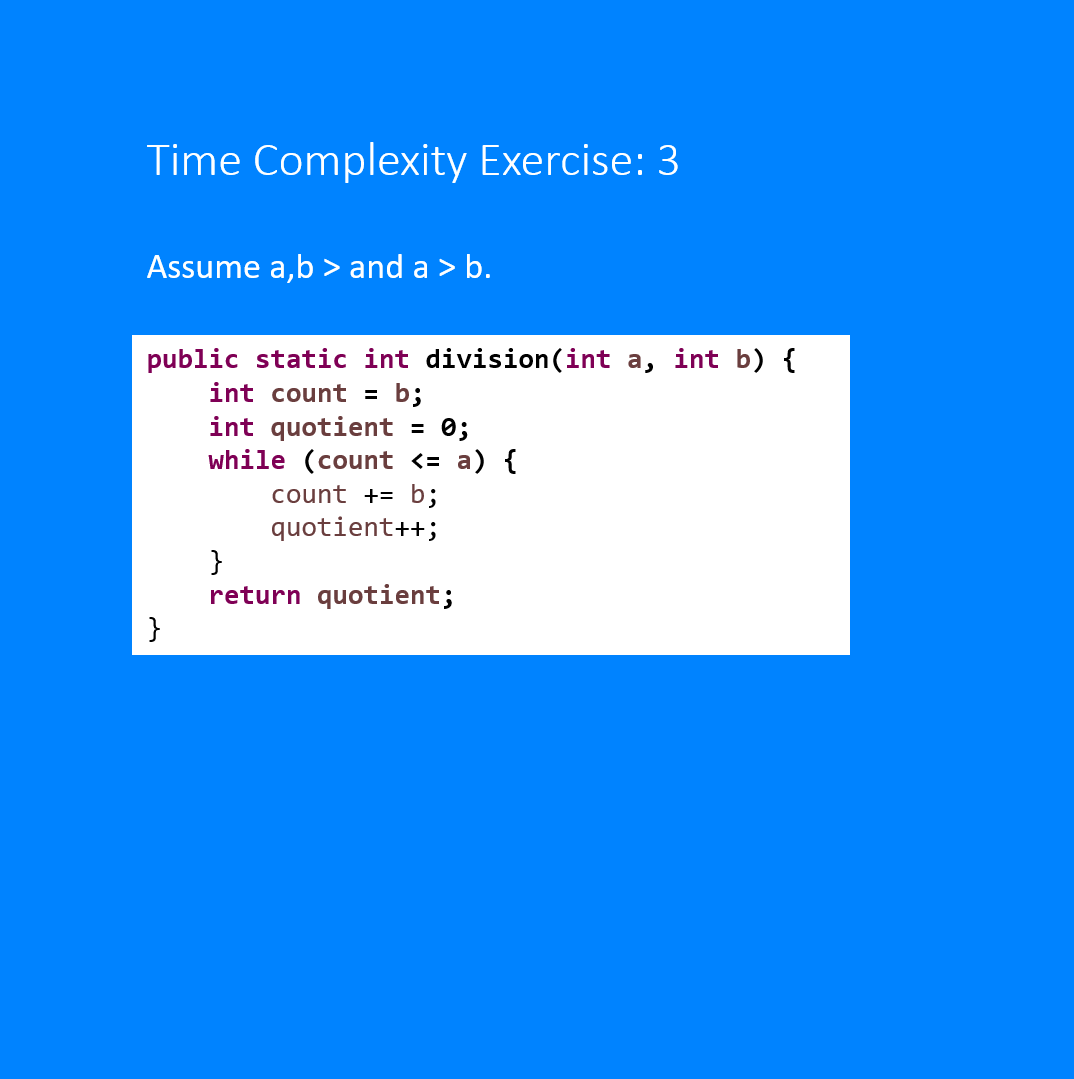 Time Complexity Exercise: 3
Assume a,b > and a > b.
public static int division(int a, int b) {
    int count = b;
    int quotient = 0;
    while (count <= a) {
        count += b;
        quotient++;
    }
    return quotient;
}